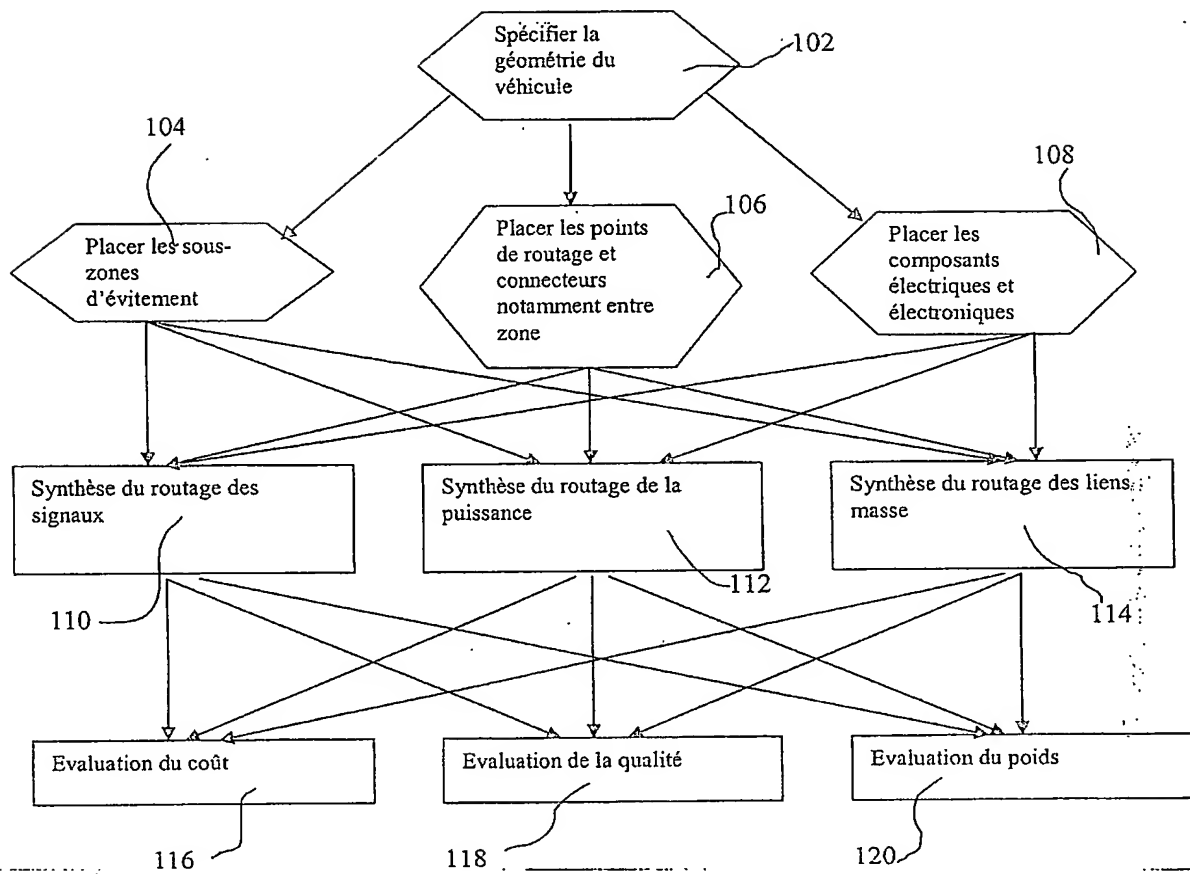 Spécifier la
géométrie du
véhicule
102
104
106
108
Placer les sous-
zones
d'évitement
Placer les points
de routage et
connecteurs
notamment entre
zone
Placer les
composants
électriques et
électroniques
Synthèse du routage des
signaux
Synthèse du routage de la
puissance
Synthèse du routage des liens
masse
110
112
114
Evaluation du coût
Evaluation de la qualité
Evaluation du poids
116
118
120